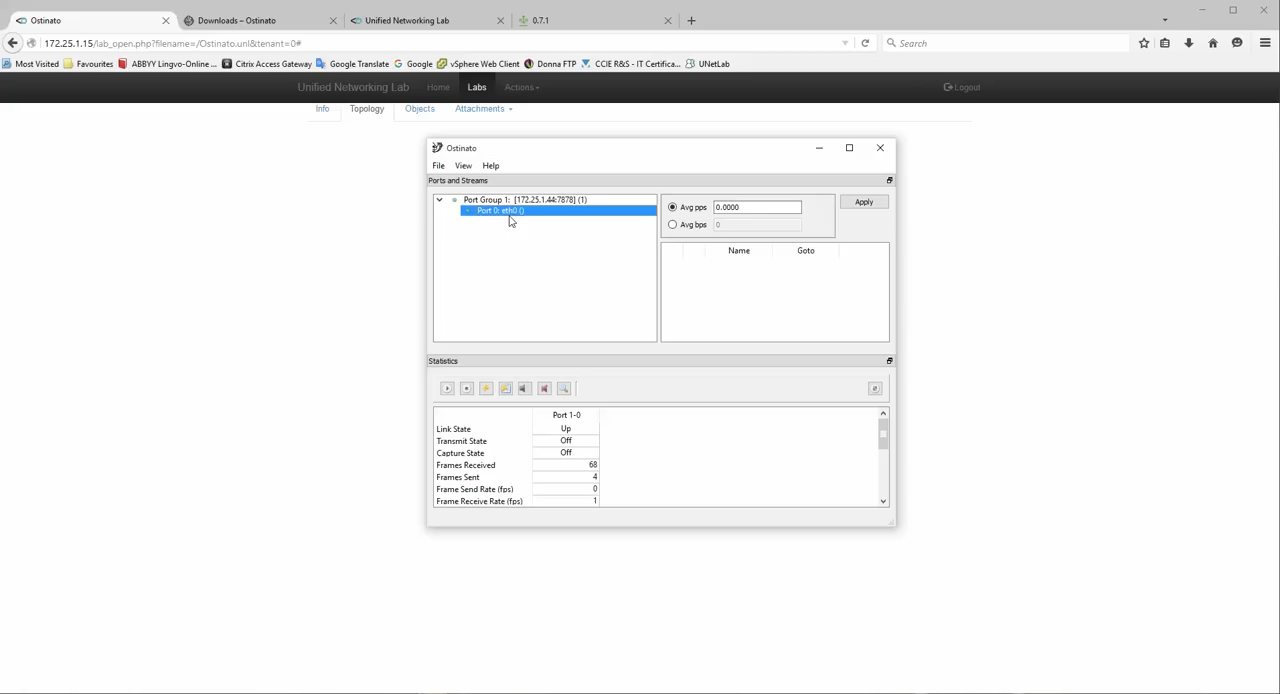 Ostinato
Downloads – Ostinato
Unified Networking Lab
0.7.1
172.25.1.15/lab_open.php?filename=/Ostinato.unl&tenant=0#
Search
Most Visited Favourites ABBYY Lingvo-Online ... Citrix Access Gateway Google Translate Google vSphere Web Client Donna FTP CCIE R&S - IT Certifica... UNetLab
Unified Networking Lab Home Labs Actions Logout
Info Topology Objects Attachments
Ostinato
File View Help
Ports and Streams
Port Group 1: [172.25.1.44:7878] (1)
Port 0: eth0 ()
Avg pps 0.0000
Apply
Avg bps 0
Name Goto
Statistics
Port 1-0
Link State Up
Transmit State Off
Capture State Off
Frames Received 68
Frames Sent 4
Frame Send Rate (fps) 0
Frame Receive Rate (fps) 1